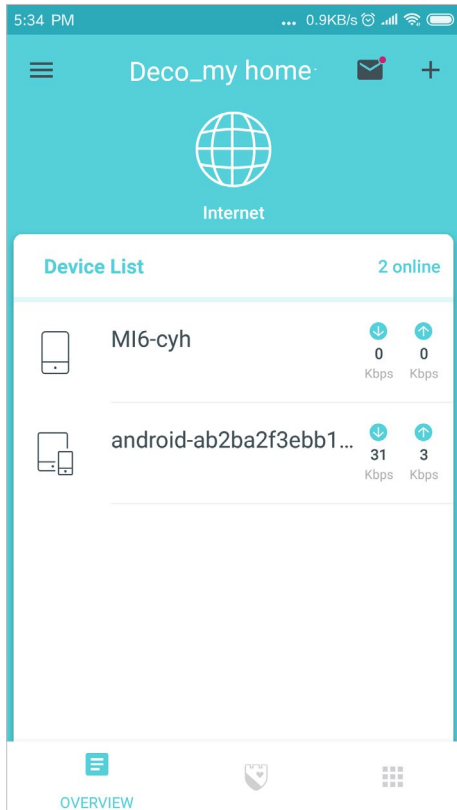 5:34 PM ... 0.9KB/s
Deco_my home-
Internet
Device List 2 online
MI6-cyh
0 0
Kbps Kbps
android-ab2ba2f3ebb1...
31 3
Kbps Kbps
OVERVIEW